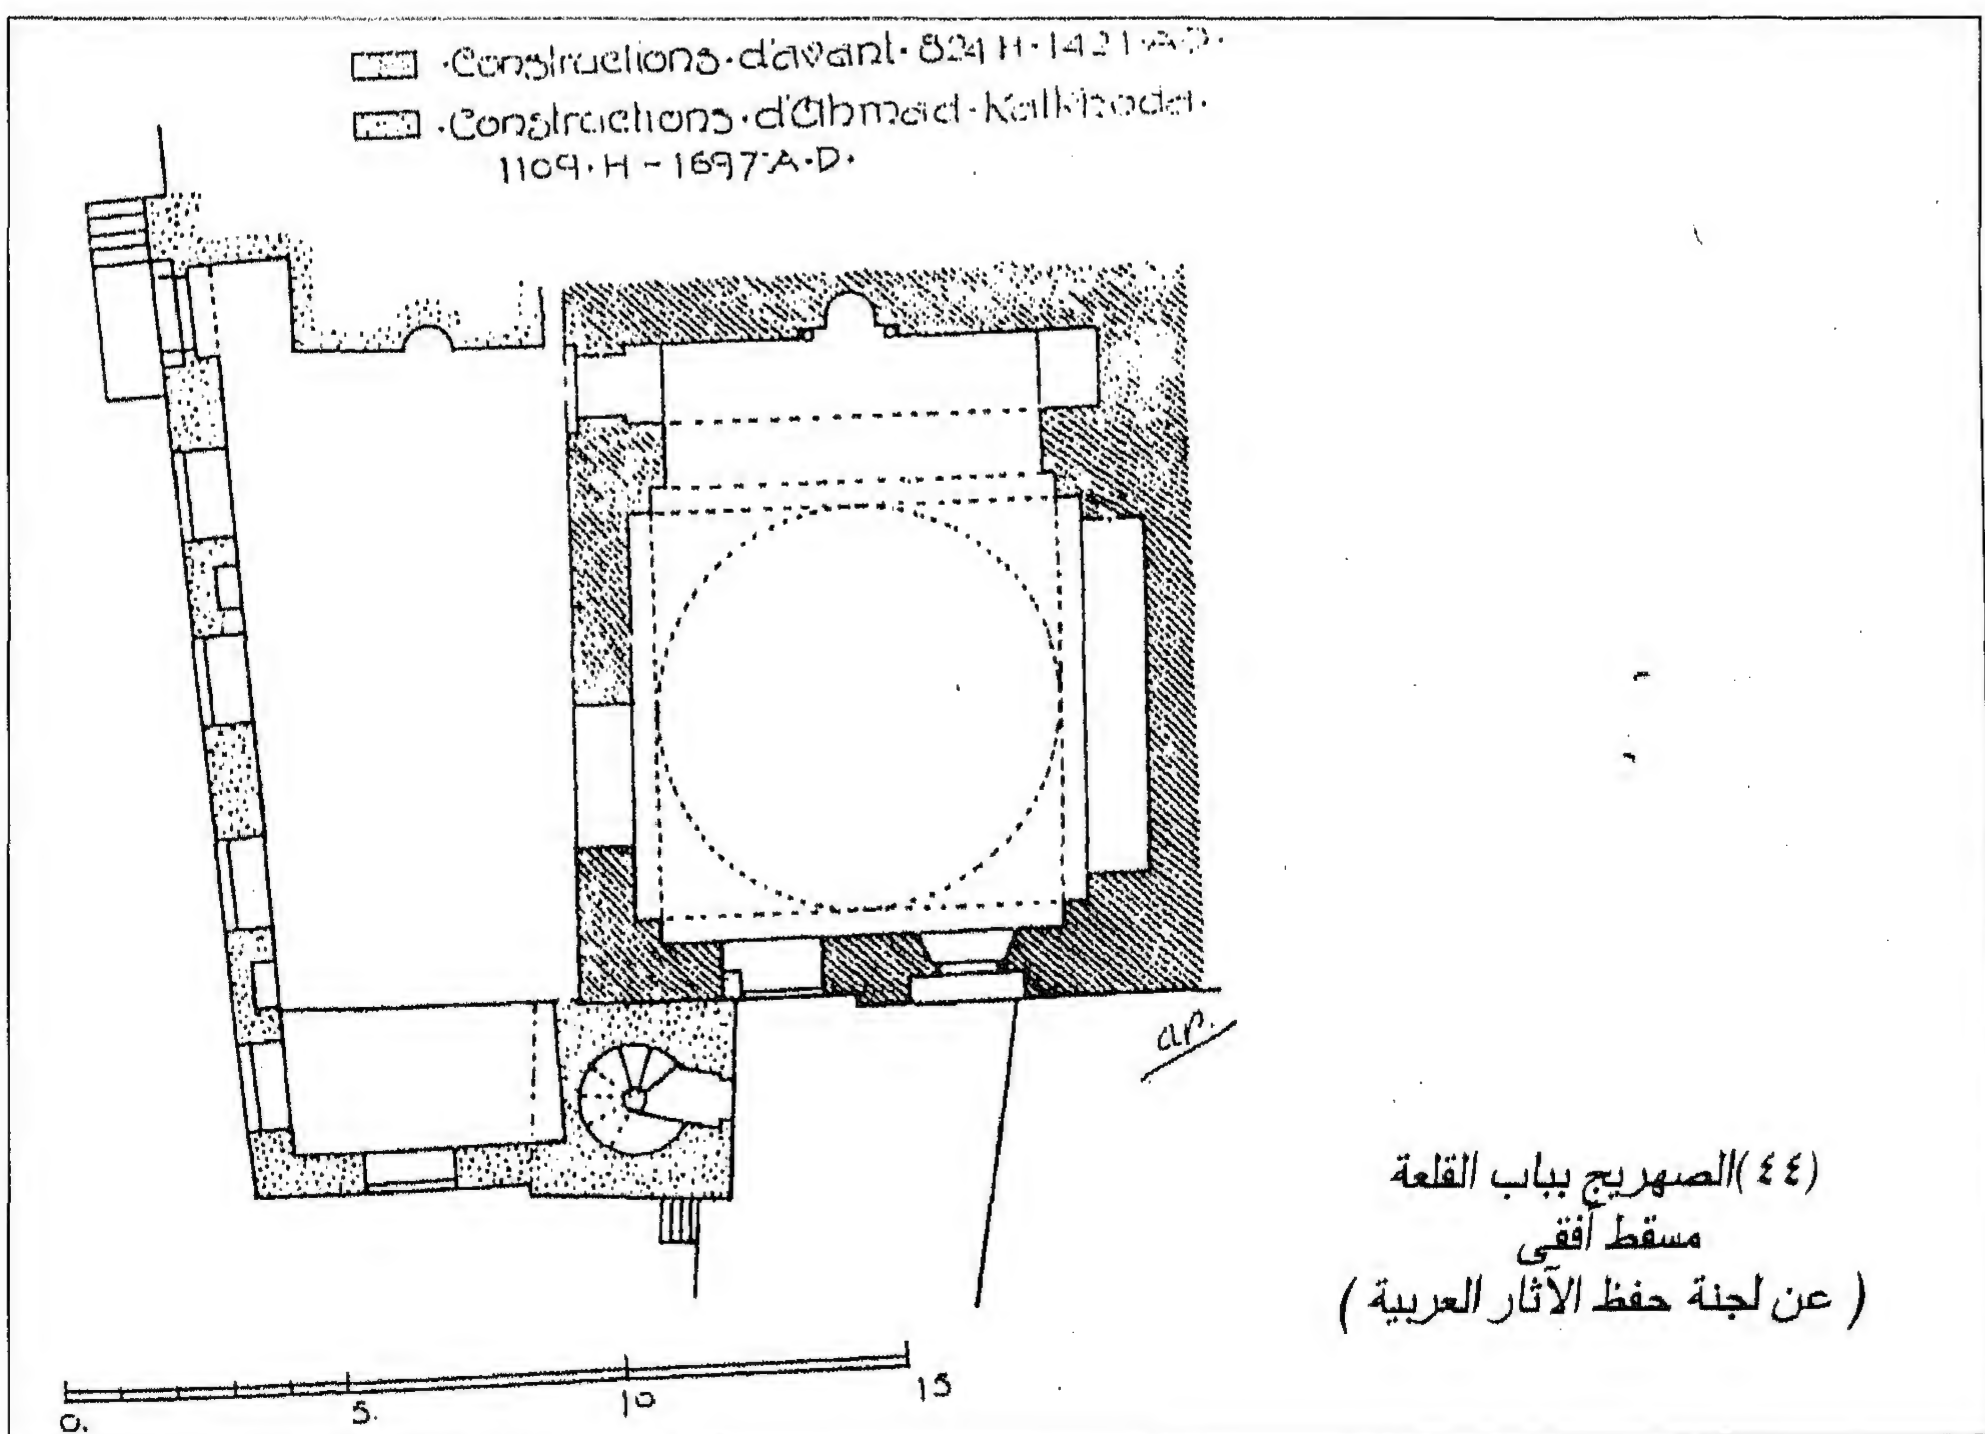 ·Constructions·d'avant·824 H·1421·A·D·
·Constructions·d'Ahmad·Katkhoda·
1109·H - 1697·A·D·
a.p.
(٤٤) الصهريج بباب القلعة
مسقط أفقى
( عن لجنة حفظ الآثار العربية )
0. 5. 10 15